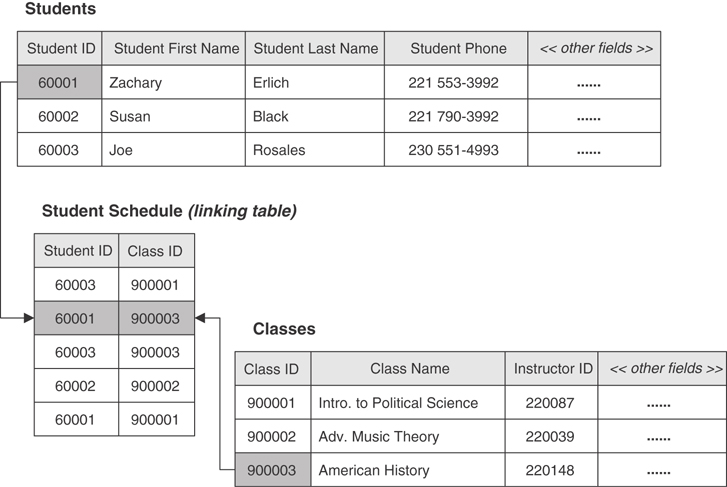 Students
Student ID Student First Name Student Last Name Student Phone << other fields >>
60001 Zachary Erlich 221 553-3992 ......
60002 Susan Black 221 790-3992 ......
60003 Joe Rosales 230 551-4993 ......
Student Schedule (linking table)
Student ID Class ID
60003 900001
60001 900003
60003 900003
60002 900002
60001 900001
Classes
Class ID Class Name Instructor ID << other fields >>
900001 Intro. to Political Science 220087 ......
900002 Adv. Music Theory 220039 ......
900003 American History 220148 ......